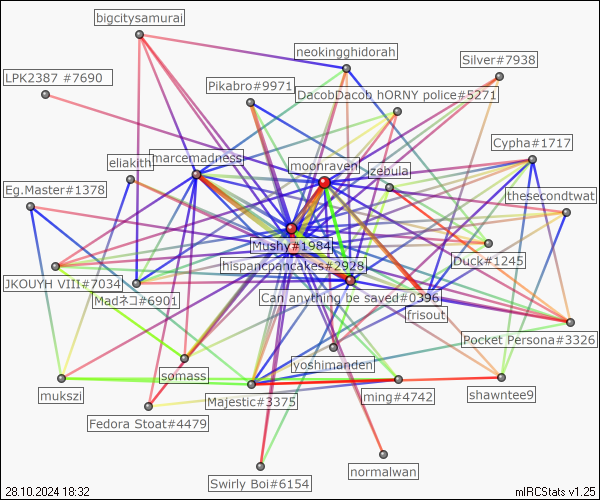 bigcitysamurai
neokingghidorah
Silver#7938
LPK2387 #7690
Pikabro#9971
DacobDacob hORNY police#5271
Cypha#1717
eliakith
marcemadness
moonraven
zebula
Eg.Master#1378
thesecondtwat
Mushy#1984
Duck#1245
hispancpancakes#2928
JKOUYH VIII#7034
Madネコ#6901
Can anything be saved#0396
frisout
Pocket Persona#3326
yoshimanden
somass
mukszi
Majestic#3375
ming#4742
shawntee9
Fedora Stoat#4479
normalwan
Swirly Boi#6154
28.10.2024 18:32
mIRCStats v1.25